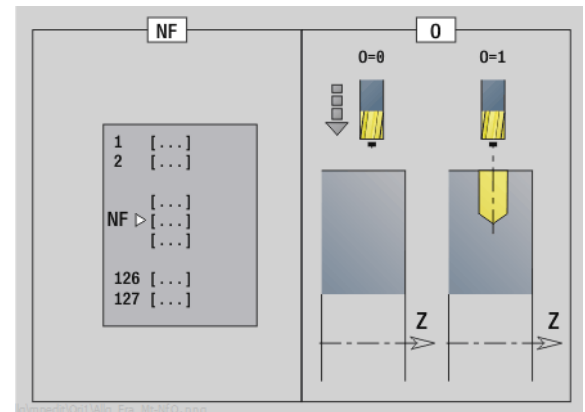 NF
O
O=0
O=1
1 [...]
2 [...]
[...]
NF [...]
[...]
126 [...]
127 [...]
Z
Z